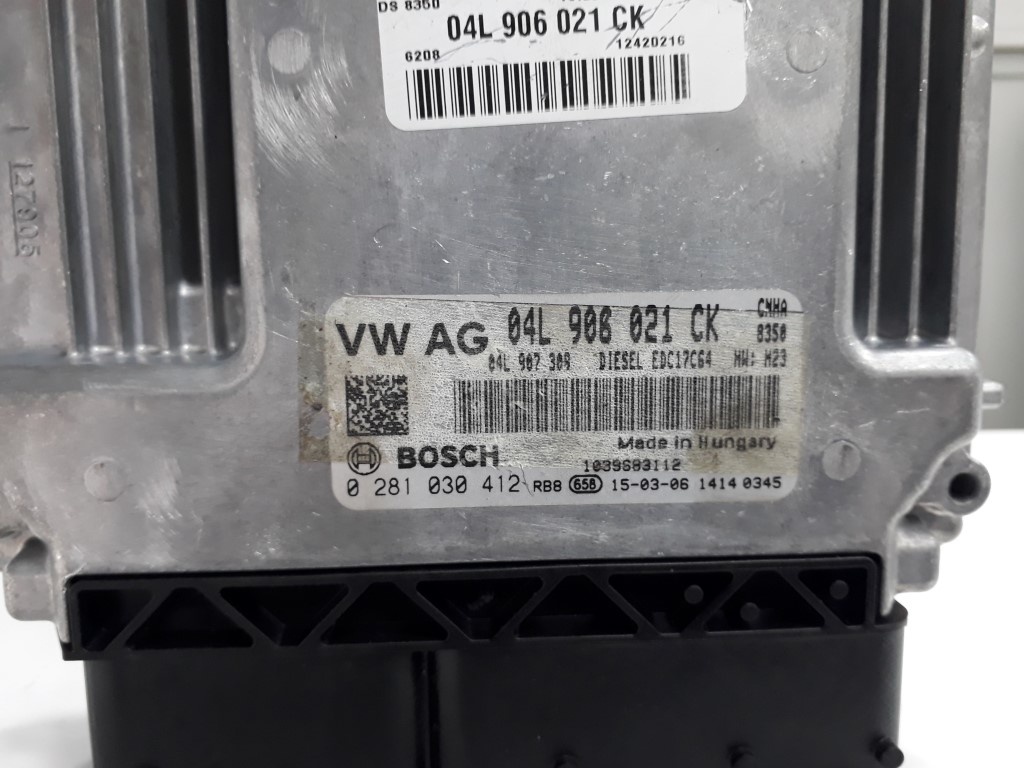 DS 8350
04L 906 021 CK
6208 12420216
1 127805
VW AG 04L 906 021 CK CNHA 8350
04L 907 309 DIESEL EDC17C64 HW: H23
Made in Hungary
BOSCH 1039S83112
0 281 030 412 RB8 658 15-03-06 1414 0345